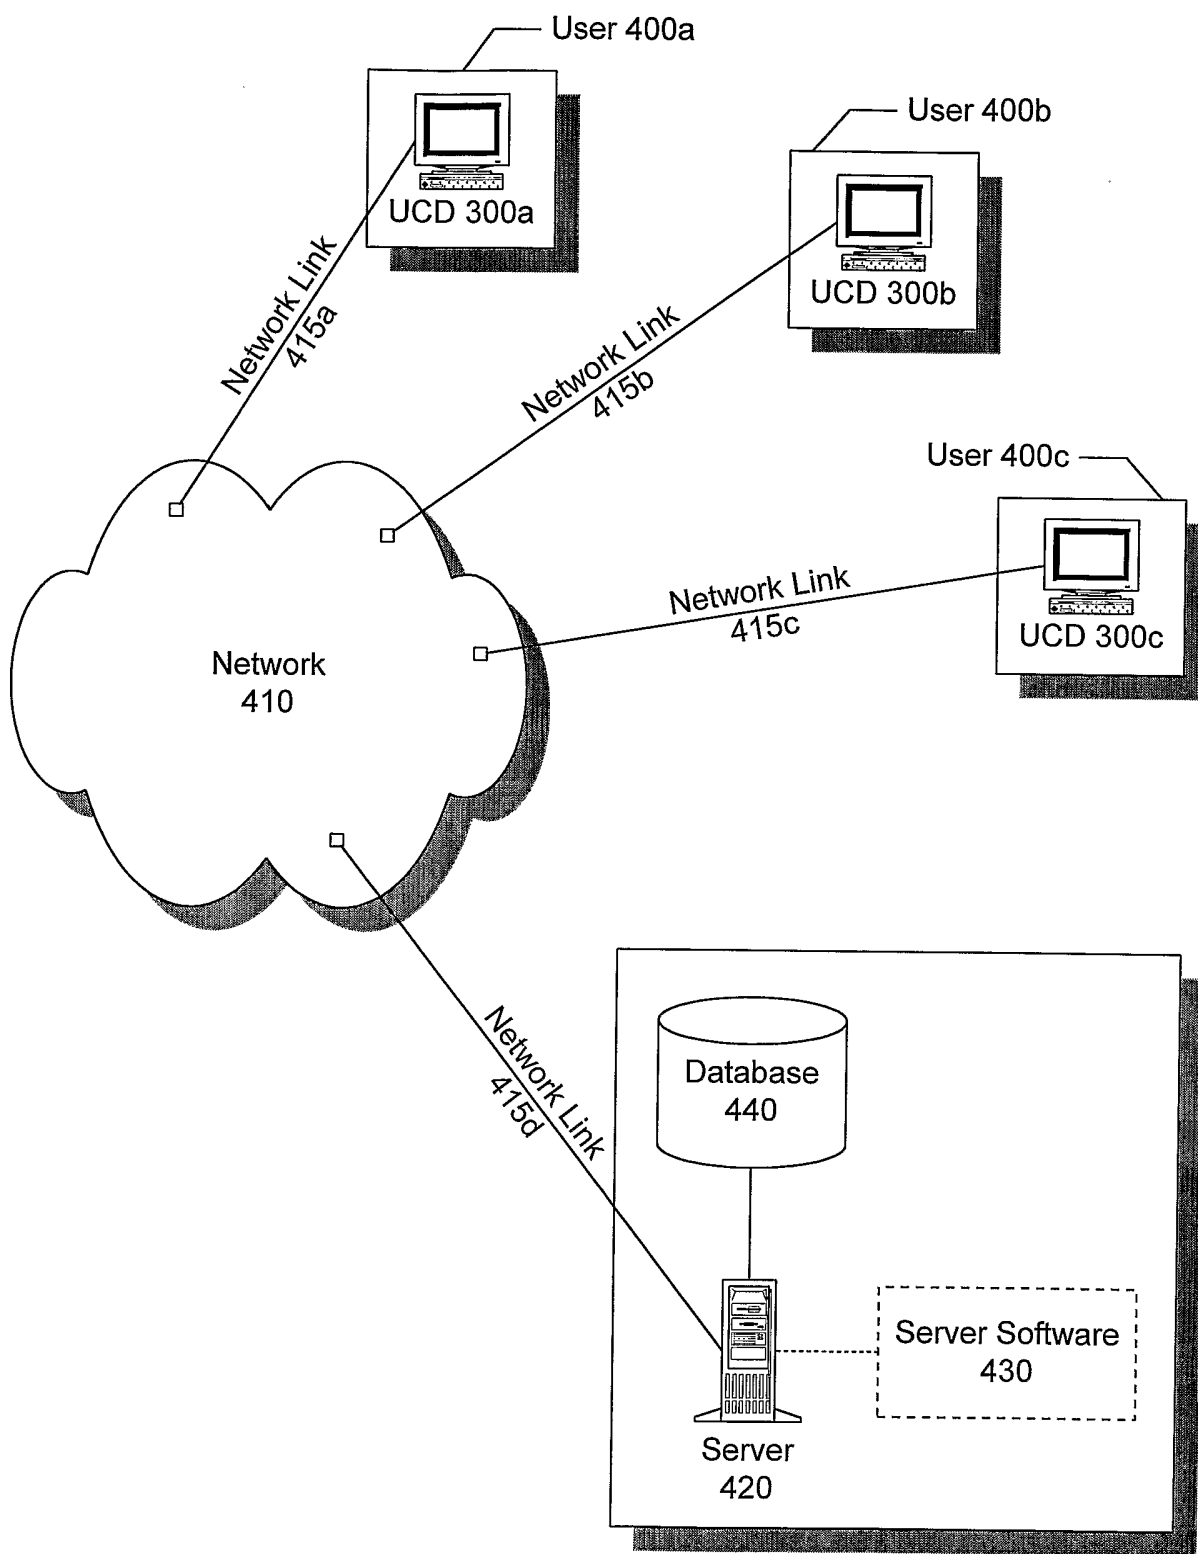 User 400a
UCD 300a
User 400b
UCD 300b
Network Link
415a
Network Link
415b
User 400c
UCD 300c
Network Link
415c
Network
410
Network Link
415d
Database
440
Server Software
430
Server
420